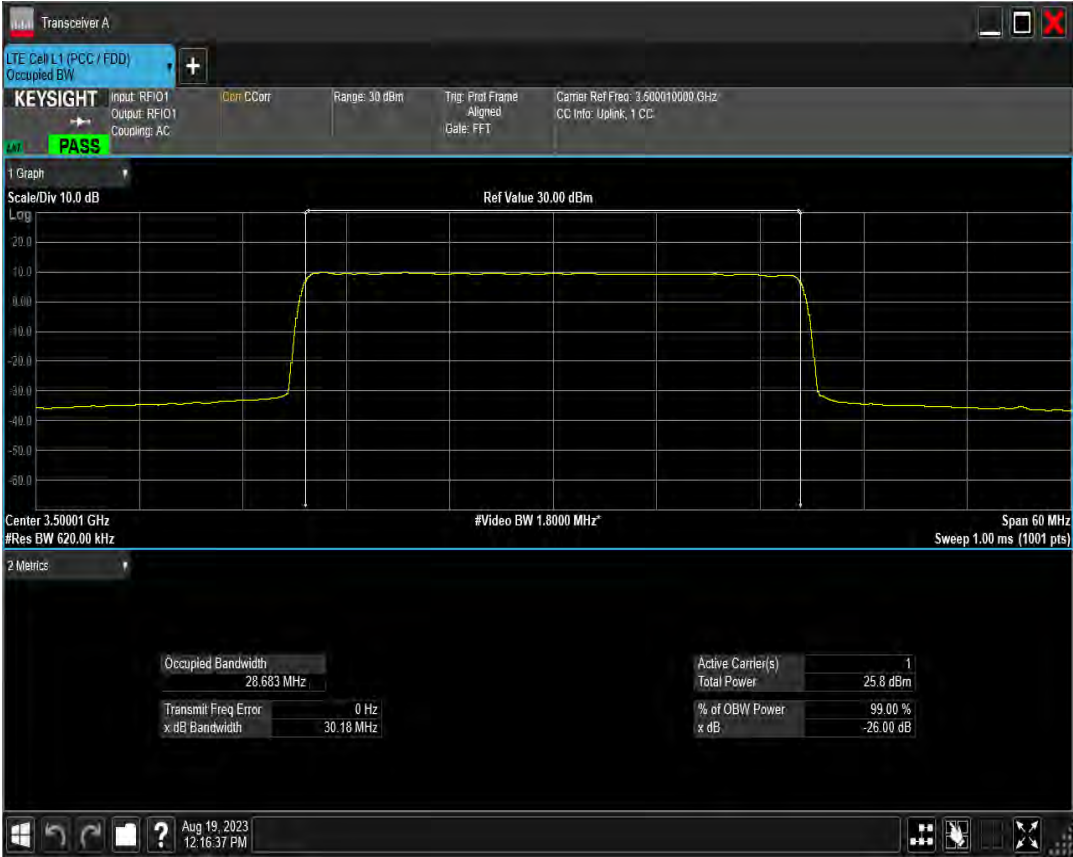 Transceiver A
LTE Cell L1 (PCC / FDD)
Occupied BW
+
KEYSIGHT
PASS
Input: RFIO1
Output: RFIO1
Coupling: AC
Corr CCorr
Range: 30 dBm
Trig: Prot Frame
Aligned
Gate: FFT
Carrier Ref Freq: 3.500010000 GHz
CC Info: Uplink, 1 CC
1 Graph
Scale/Div 10.0 dB
Ref Value 30.00 dBm
Log
20.0
10.0
0.00
-10.0
-20.0
-30.0
-40.0
-50.0
-60.0
Center 3.50001 GHz
#Video BW 1.8000 MHz*
Span 60 MHz
#Res BW 620.00 kHz
Sweep 1.00 ms (1001 pts)
2 Metrics
Occupied Bandwidth
28.683 MHz
Transmit Freq Error 0 Hz
x dB Bandwidth 30.18 MHz
Active Carrier(s) 1
Total Power 25.8 dBm
% of OBW Power 99.00 %
x dB -26.00 dB
?
Aug 19, 2023
12:16:37 PM